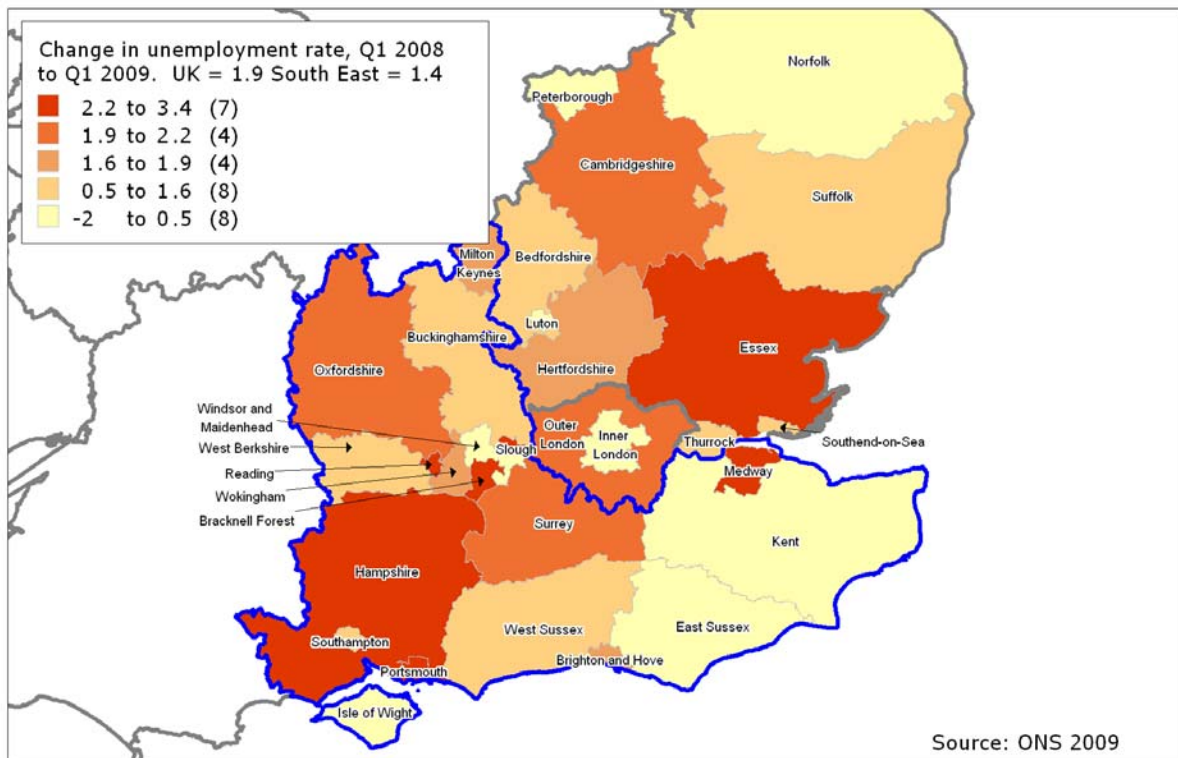 Change in unemployment rate, Q1 2008
to Q1 2009.  UK = 1.9 South East = 1.4
2.2 to 3.4 (7)
1.9 to 2.2 (4)
1.6 to 1.9 (4)
0.5 to 1.6 (8)
-2 to 0.5 (8)
Norfolk
Peterborough
Cambridgeshire
Suffolk
Milton
Keynes
Bedfordshire
Luton
Buckinghamshire
Essex
Hertfordshire
Oxfordshire
Windsor and
Maidenhead
West Berkshire
Reading
Wokingham
Bracknell Forest
Slough
Outer
London
Inner
London
Thurrock
Southend-on-Sea
Medway
Surrey
Kent
Hampshire
Southampton
West Sussex
East Sussex
Brighton and Hove
Portsmouth
Isle of Wight
Source: ONS 2009